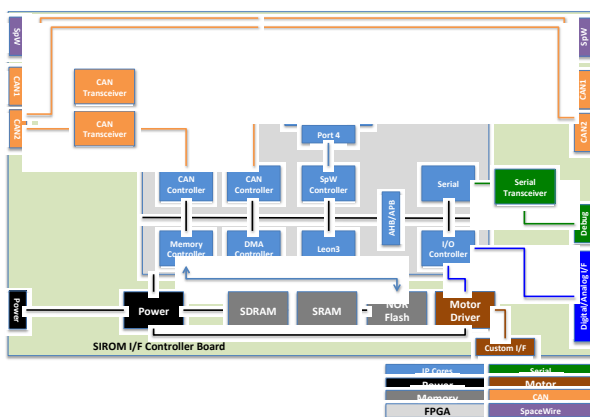 SpW
SpW
CAN1
CAN
Transceiver
CAN1
CAN2
CAN
Transceiver
CAN2
Port 4
CAN
Controller
CAN
Controller
SpW
Controller
Serial
Serial
Transceiver
AHB/APB
Debug
Memory
Controller
DMA
Controller
Leon3
I/O
Controller
Digital/Analog I/F
Power
Power
SDRAM
SRAM
NOR
Flash
Motor
Driver
SIROM I/F Controller Board
Custom I/F
IP Cores
Serial
Power
Motor
Memory
CAN
FPGA
SpaceWire